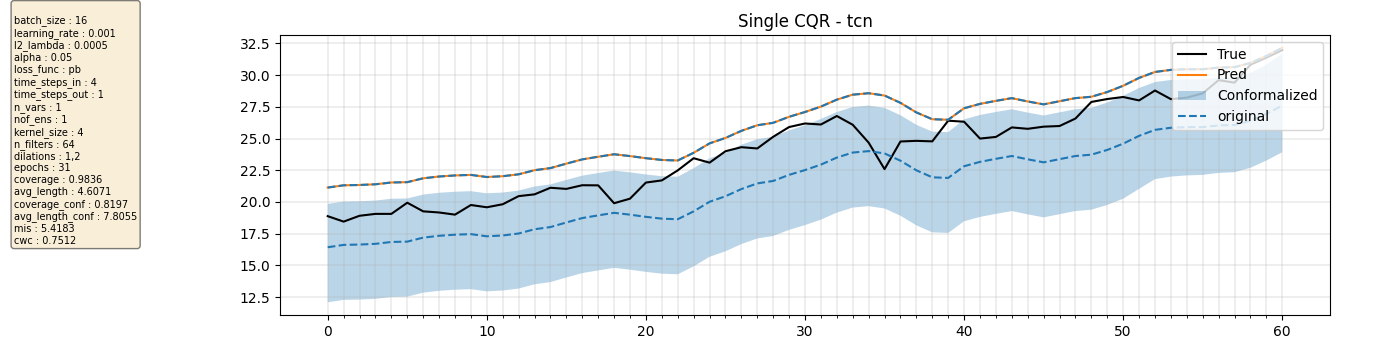 batch_size : 16
learning_rate : 0.001
l2_lambda : 0.0005
alpha : 0.05
loss_func : pb
time_steps_in : 4
time_steps_out : 1
n_vars : 1
nof_ens : 1
kernel_size : 4
n_filters : 64
dilations : 1,2
epochs : 31
coverage : 0.9836
avg_length : 4.6071
coverage_conf : 0.8197
avg_length_conf : 7.8055
mis : 5.4183
cwc : 0.7512
Single CQR - tcn
32.5
30.0
27.5
25.0
22.5
20.0
17.5
15.0
12.5
0 10 20 30 40 50 60
True
Pred
Conformalized
original